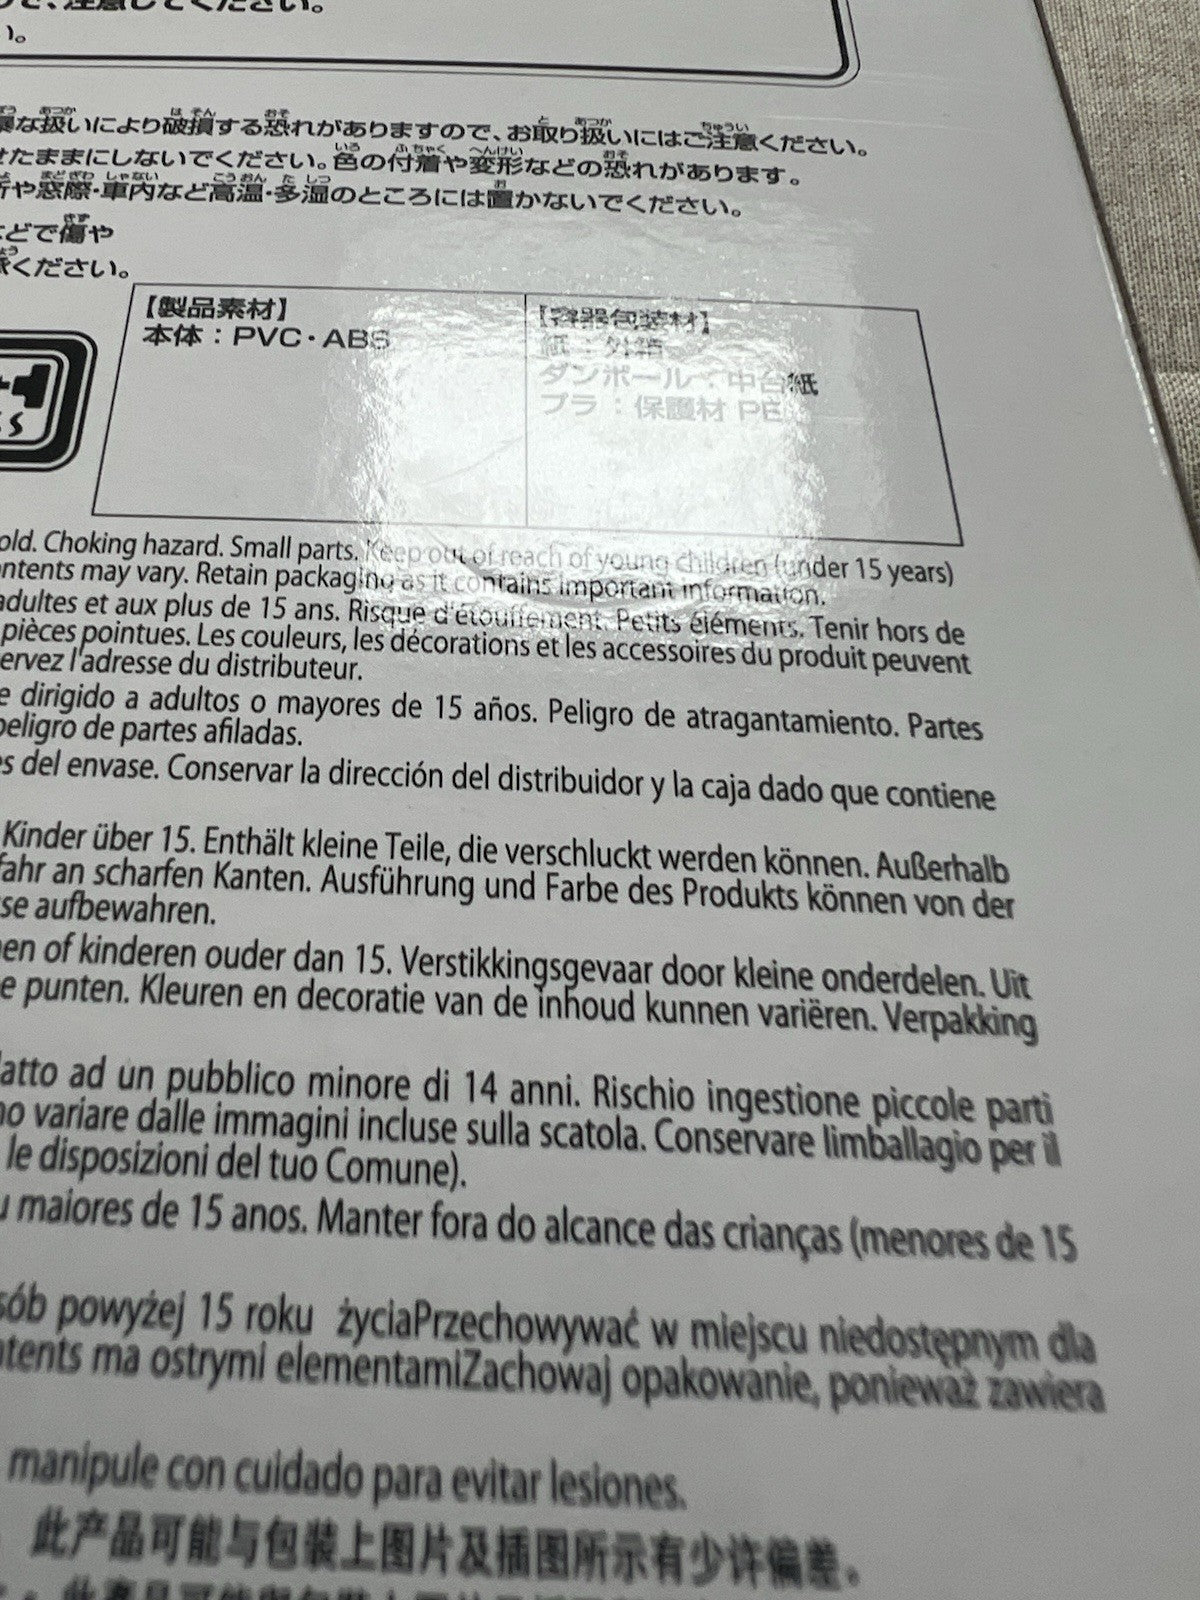 で、注意してください。
い。
な扱いにより破損する恐れがありますので、お取り扱いにはご注意ください。
たままにしないでください。色の付着や変形などの恐れがあります。
や窓際・車内など高温・多湿のところには置かないでください。
どで傷や
ください。
【製品素材】
本体：PVC・ABS
【容器包装材】
紙：外箱
ダンボール：中台紙
プラ：保護材 PE
old. Choking hazard. Small parts. Keep out of reach of young children (under 15 years)
ntents may vary. Retain packaging as it contains important information.
adultes et aux plus de 15 ans. Risque d'étouffement. Petits éléments. Tenir hors de
pièces pointues. Les couleurs, les décorations et les accessoires du produit peuvent
ervez l'adresse du distributeur.
e dirigido a adultos o mayores de 15 años. Peligro de atragantamiento. Partes
peligro de partes afiladas.
s del envase. Conservar la dirección del distribuidor y la caja dado que contiene
Kinder über 15. Enthält kleine Teile, die verschluckt werden können. Außerhalb
fahr an scharfen Kanten. Ausführung und Farbe des Produkts können von der
se aufbewahren.
en of kinderen ouder dan 15. Verstikkingsgevaar door kleine onderdelen. Uit
e punten. Kleuren en decoratie van de inhoud kunnen variëren. Verpakking
atto ad un pubblico minore di 14 anni. Rischio ingestione piccole parti
no variare dalle immagini incluse sulla scatola. Conservare limballagio per il
le disposizioni del tuo Comune).
u maiores de 15 anos. Manter fora do alcance das crianças (menores de 15
sób powyżej 15 roku życiaPrzechowywać w miejscu niedostępnym dla
ntents ma ostrymi elementamiZachowaj opakowanie, ponieważ zawiera
manipule con cuidado para evitar lesiones.
此产品可能与包装上图片及插图所示有少许偏差。